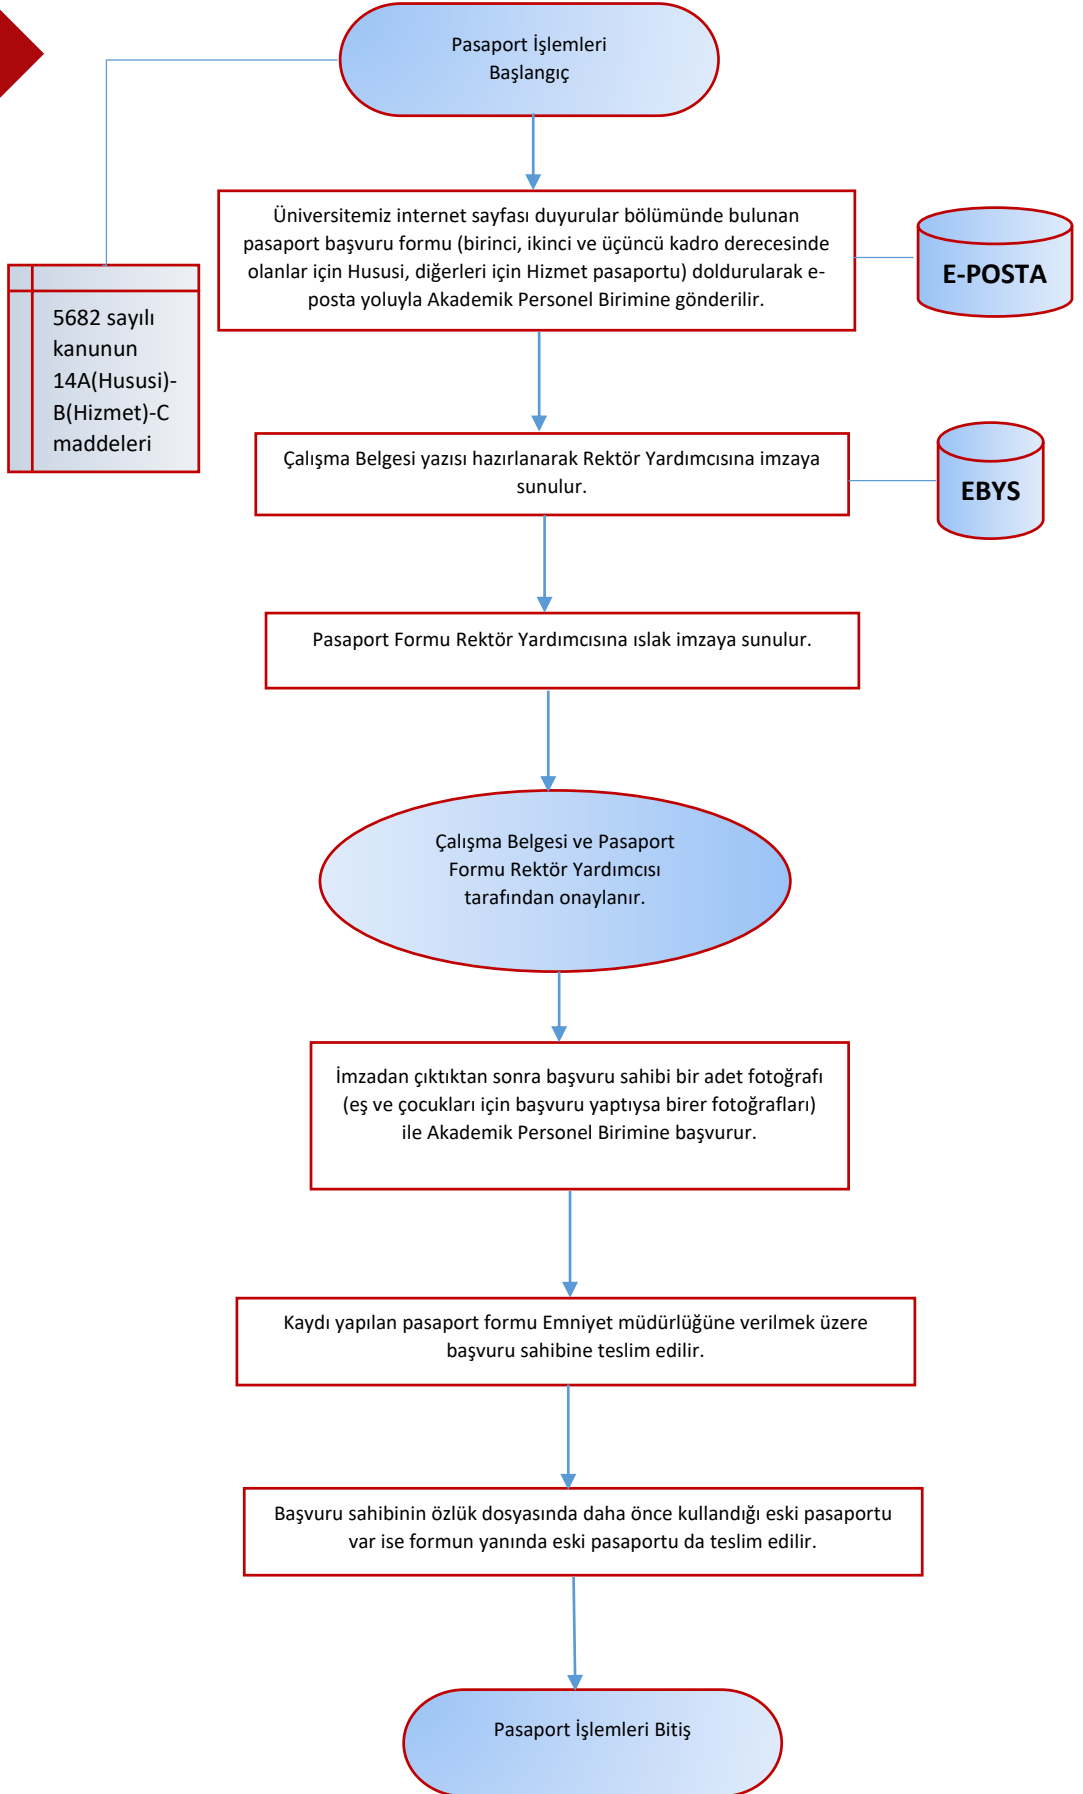 Pasaport İşlemleri
Başlangıç
Üniversitemiz internet sayfası duyurular bölümünde bulunan
pasaport başvuru formu (birinci, ikinci ve üçüncü kadro derecesinde
olanlar için Hususi, diğerleri için Hizmet pasaportu) doldurularak e-
posta yoluyla Akademik Personel Birimine gönderilir.
E-POSTA
5682 sayılı
kanunun
14A(Hususi)-
B(Hizmet)-C
maddeleri
Çalışma Belgesi yazısı hazırlanarak Rektör Yardımcısına imzaya
sunulur.
EBYS
Pasaport Formu Rektör Yardımcısına ıslak imzaya sunulur.
Çalışma Belgesi ve Pasaport
Formu Rektör Yardımcısı
tarafından onaylanır.
İmzadan çıktıktan sonra başvuru sahibi bir adet fotoğrafı
(eş ve çocukları için başvuru yaptıysa birer fotoğrafları)
ile Akademik Personel Birimine başvurur.
Kaydı yapılan pasaport formu Emniyet müdürlüğüne verilmek üzere
başvuru sahibine teslim edilir.
Başvuru sahibinin özlük dosyasında daha önce kullandığı eski pasaportu
var ise formun yanında eski pasaportu da teslim edilir.
Pasaport İşlemleri Bitiş